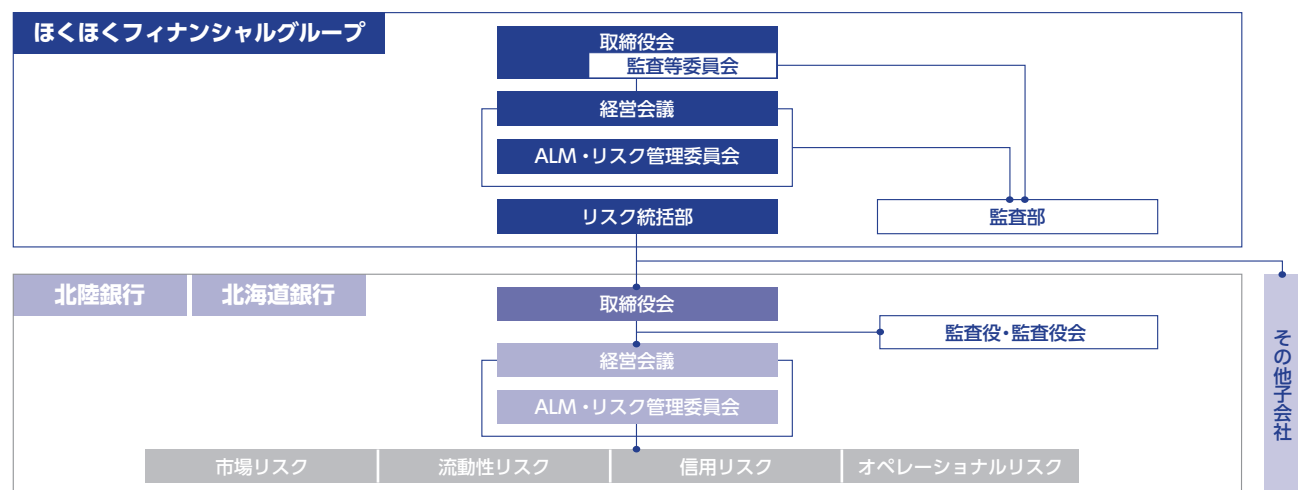 ほくほくフィナンシャルグループ
取締役会
監査等委員会
経営会議
ALM・リスク管理委員会
リスク統括部
監査部
北陸銀行
北海道銀行
取締役会
監査役・監査役会
経営会議
ALM・リスク管理委員会
市場リスク
流動性リスク
信用リスク
オペレーショナルリスク
その他子会社